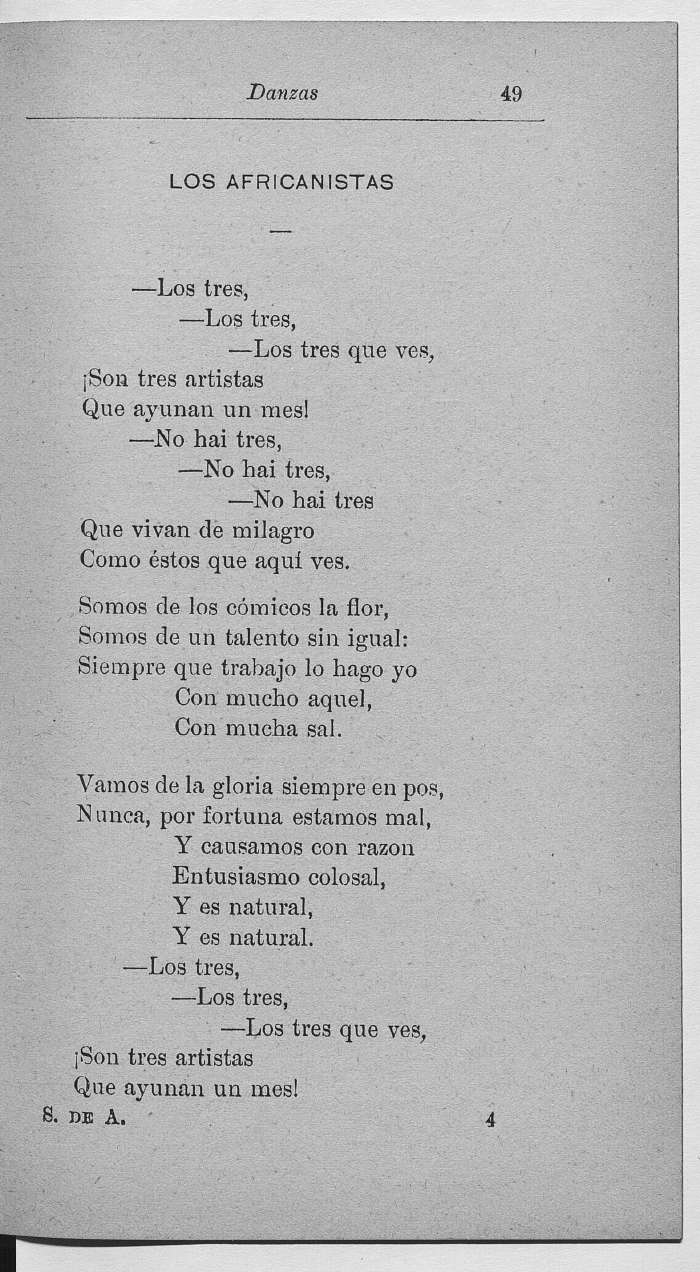 Danzas 49
LOS AFRICANISTAS
—
—Los tres,
—Los tres,
—Los tres que ves,
¡Son tres artistas
Que ayunan un mes!
—No hai tres,
—No hai tres,
—No hai tres
Que vivan de milagro
Como éstos que aquí ves.
Somos de los cómicos la flor,
Somos de un talento sin igual:
Siempre que trabajo lo hago yo
Con mucho aquel,
Con mucha sal.
Vamos de la gloria siempre en pos,
Nunca, por fortuna estamos mal,
Y causamos con razon
Entusiasmo colosal,
Y es natural,
Y es natural.
—Los tres,
—Los tres,
—Los tres que ves,
¡Son tres artistas
Que ayunan un mes!
S. DE A. 4